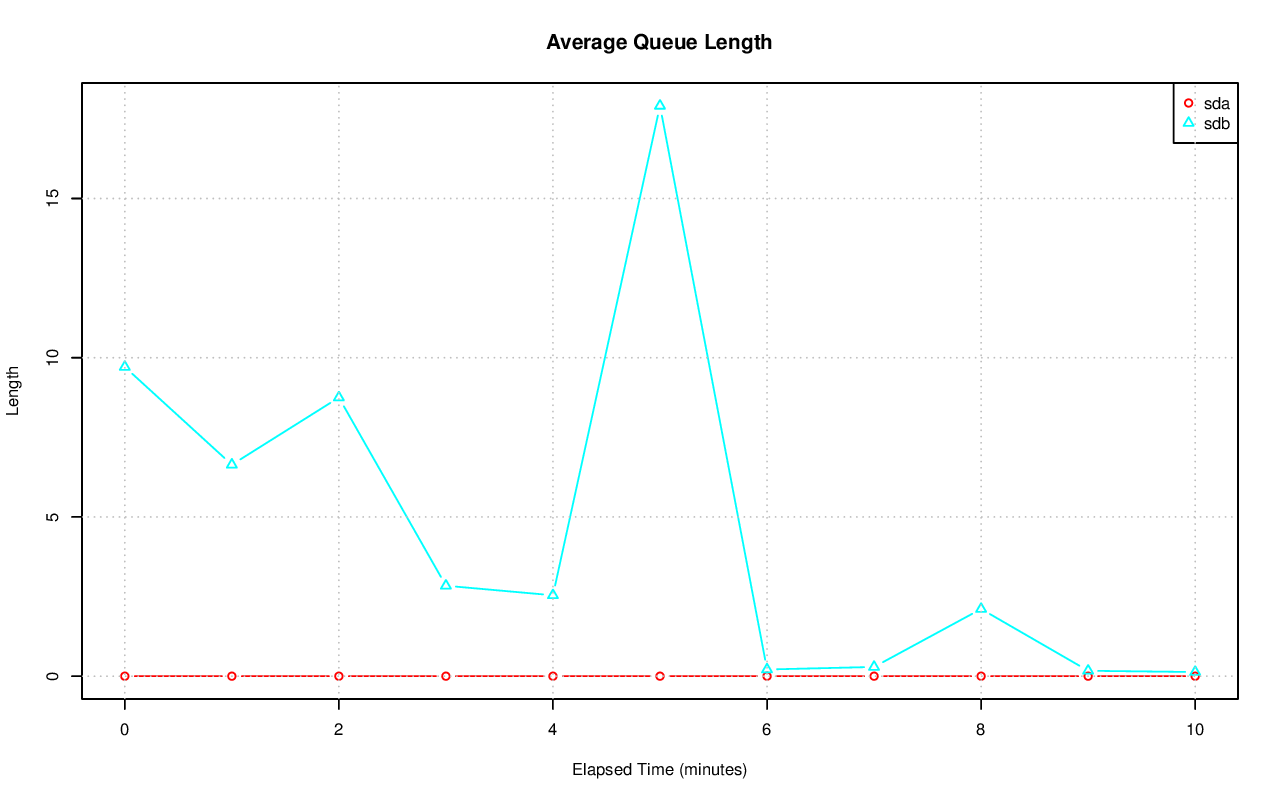 Average Queue Length
sda
sdb
15
10
5
0
Length
0 2 4 6 8 10
Elapsed Time (minutes)